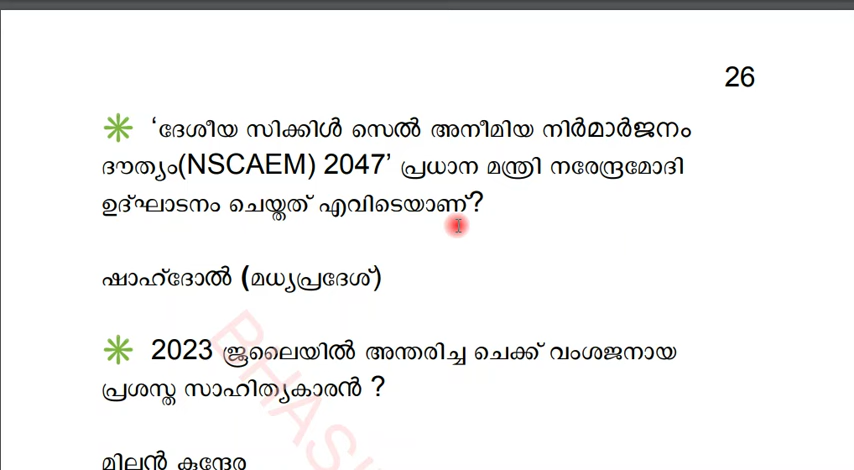 26
‘ദേശീയ സിക്കിൾ സെൽ അനീമിയ നിർമാർജനം
ദൗത്യം(NSCAEM) 2047’ പ്രധാന മന്ത്രി നരേന്ദ്രമോദി
ഉദ്ഘാടനം ചെയ്തത് എവിടെയാണ്?
ഷാഹ്ദോൽ (മധ്യപ്രദേശ്)
2023 ജൂലൈയിൽ അന്തരിച്ച ചെക്ക് വംശജനായ
പ്രശസ്ത സാഹിത്യകാരൻ ?
മിലൻ കുന്ദേര